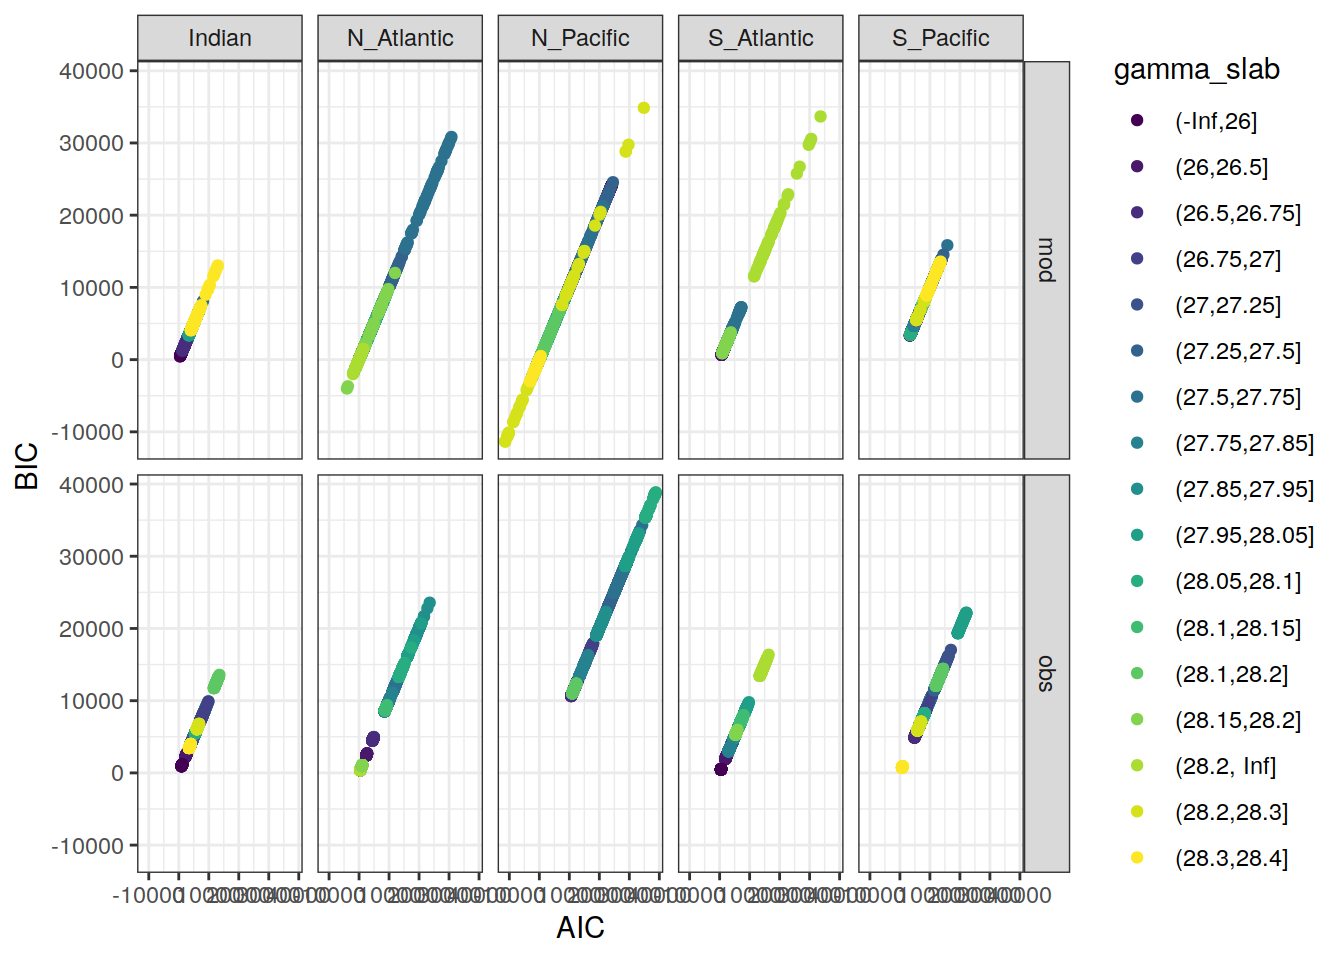 Indian
N_Atlantic
N_Pacific
S_Atlantic
S_Pacific
40000
30000
20000
10000
0
-10000
mod
40000
30000
20000
10000
0
-10000
obs
BIC
AIC
gamma_slab
(-Inf,26]
(26,26.5]
(26.5,26.75]
(26.75,27]
(27,27.25]
(27.25,27.5]
(27.5,27.75]
(27.75,27.85]
(27.85,27.95]
(27.95,28.05]
(28.05,28.1]
(28.1,28.15]
(28.1,28.2]
(28.15,28.2]
(28.2, Inf]
(28.2,28.3]
(28.3,28.4]